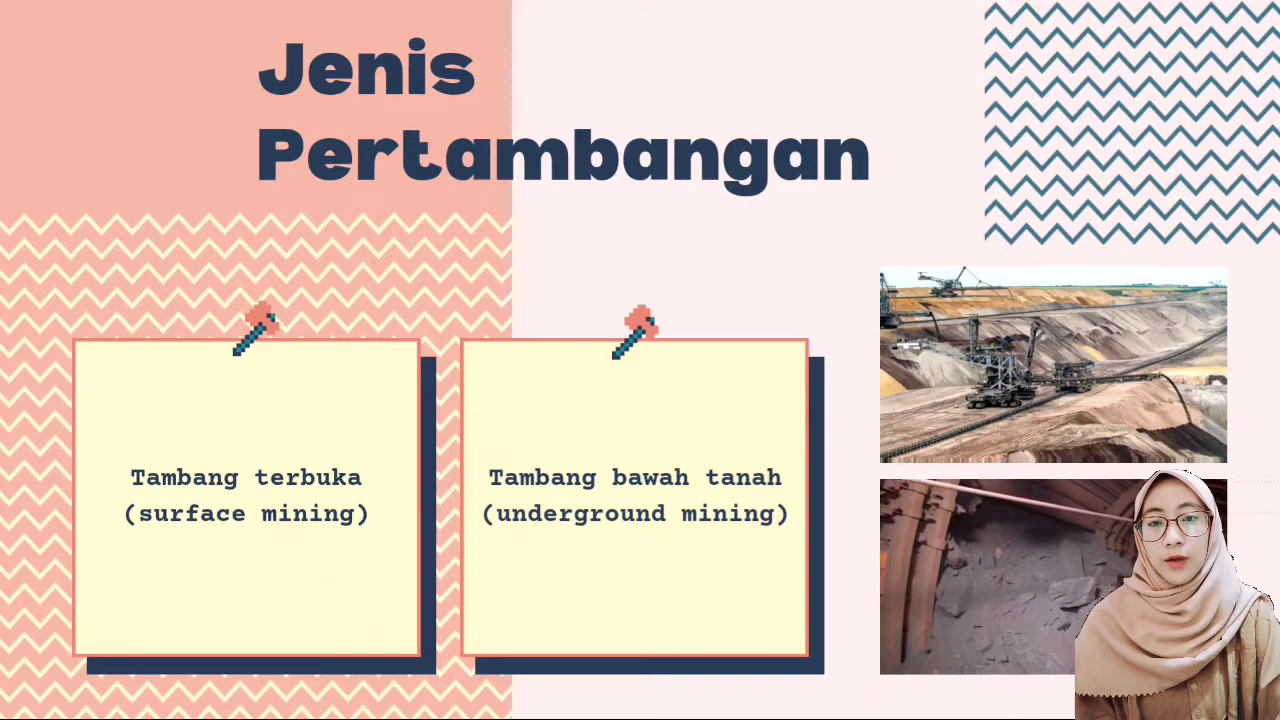 Jenis
Pertambangan
Tambang terbuka
(surface mining)
Tambang bawah tanah
(underground mining)